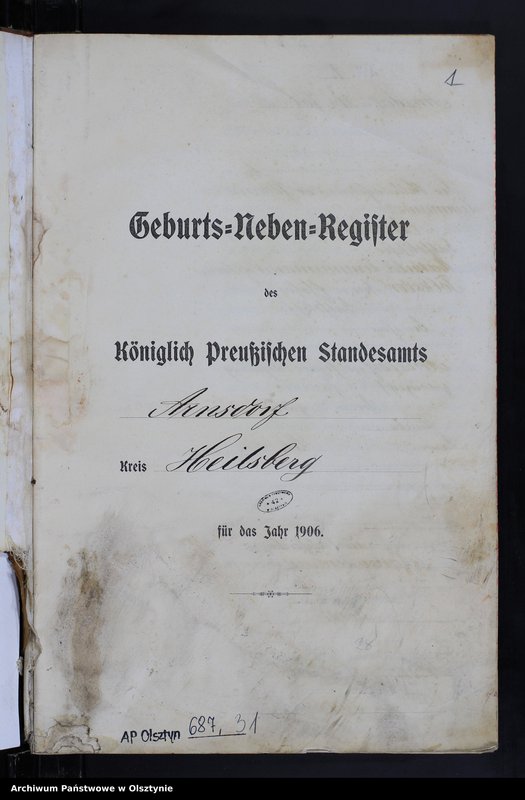 1
Geburts=Neben=Register
des
Königlich Preußischen Standesamts
Arnsdorf
Kreis Heilsberg
42
für das Jahr 1906.
AP Olsztyn 687, 31
Archiwum Państwowe w Olsztynie